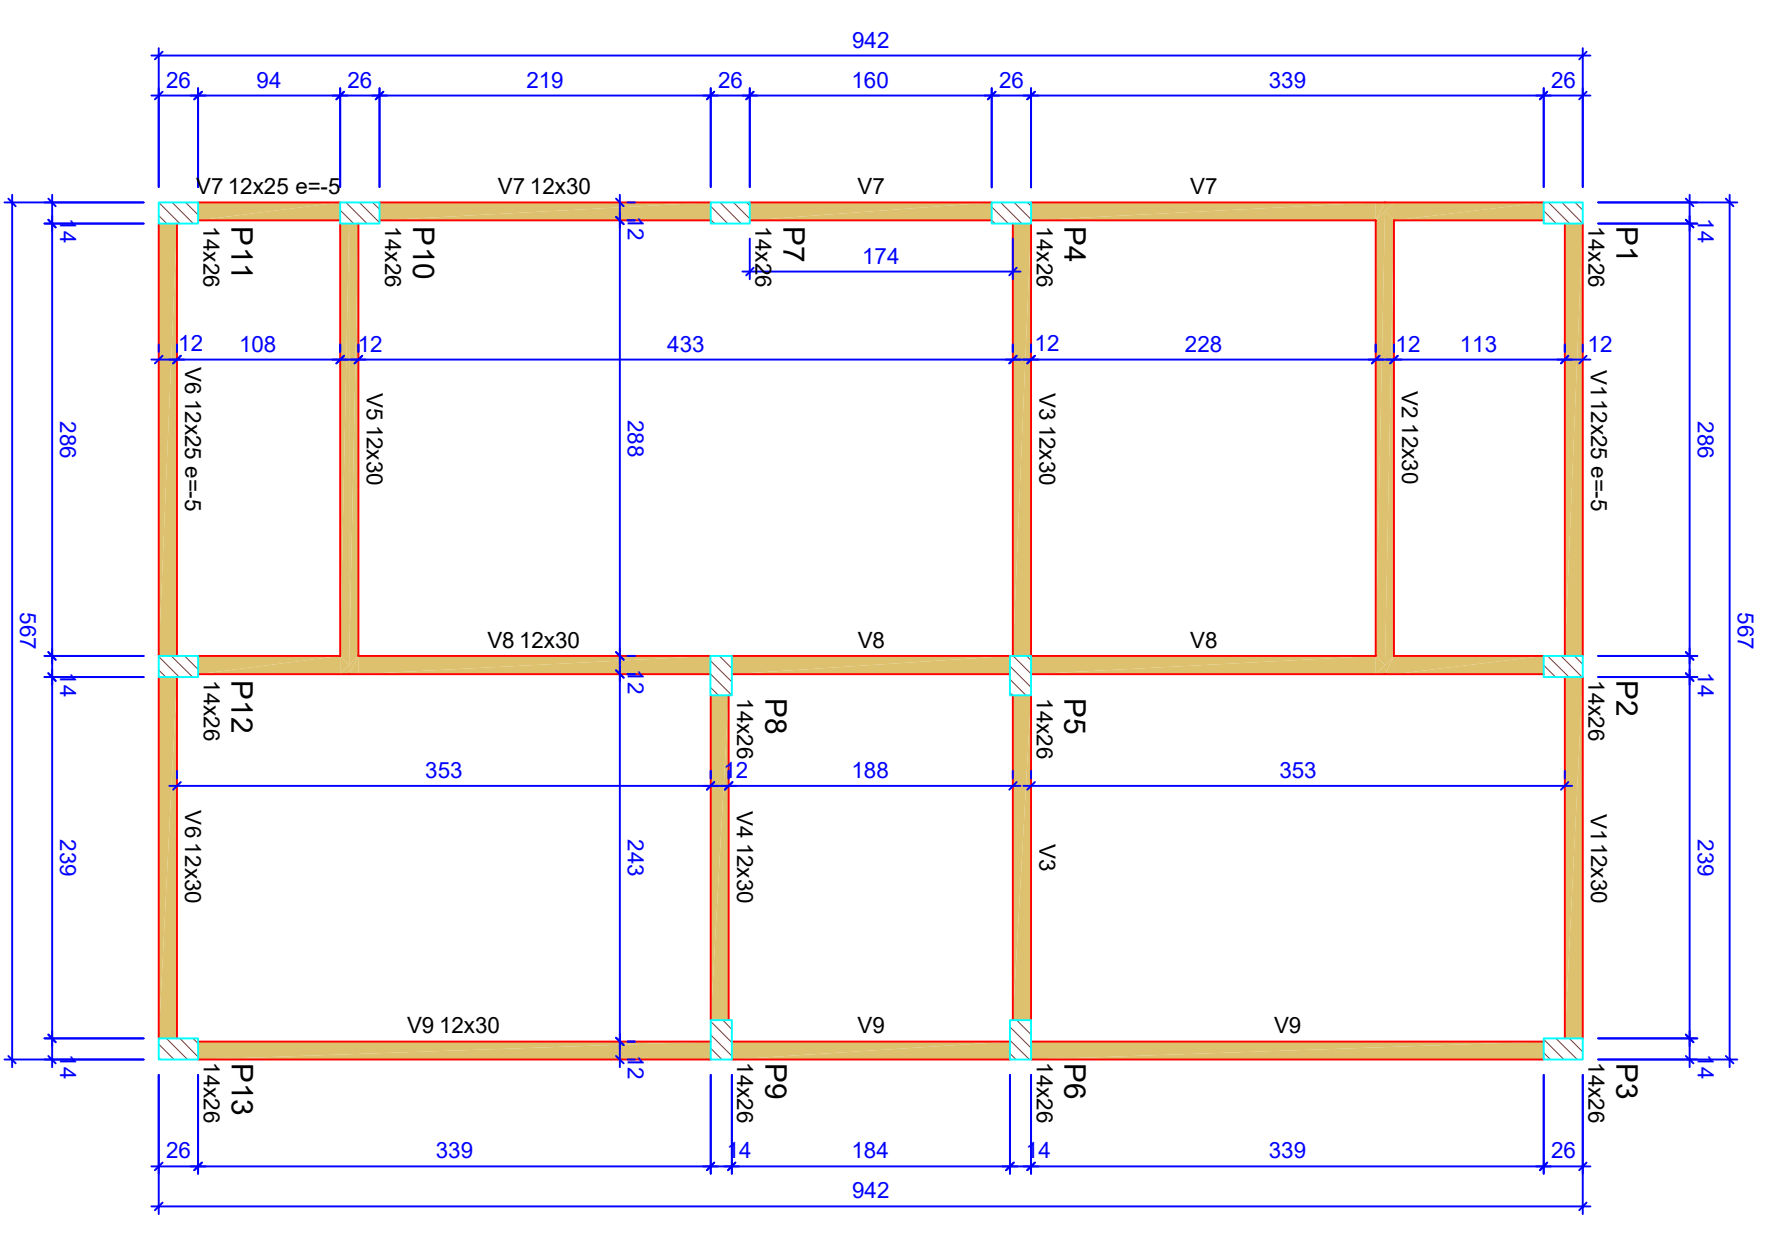 942
26 94 26 219 26 160 26 339 26
V7 12x25 e=-5 V7 12x30 V7 V7
14 12 14
P11 14x26
P10 14x26
P7 14x26
P4 14x26
P1 14x26
174
12 108 12 433 12 228 12 113 12
V6 12x25 e=-5
V5 12x30
V3 12x30
V2 12x30
V1 12x25 e=-5
286 288 286
567 567
V8 12x30 V8 V8
14 12 14
P12 14x26
P8 14x26
P5 14x26
P2 14x26
353 12 188 353
V6 12x30
V4 12x30
V3
V1 12x30
239 243 239
V9 12x30 V9 V9
14 12 14
P13 14x26
P9 14x26
P6 14x26
P3 14x26
26 339 14 184 14 339 26
942